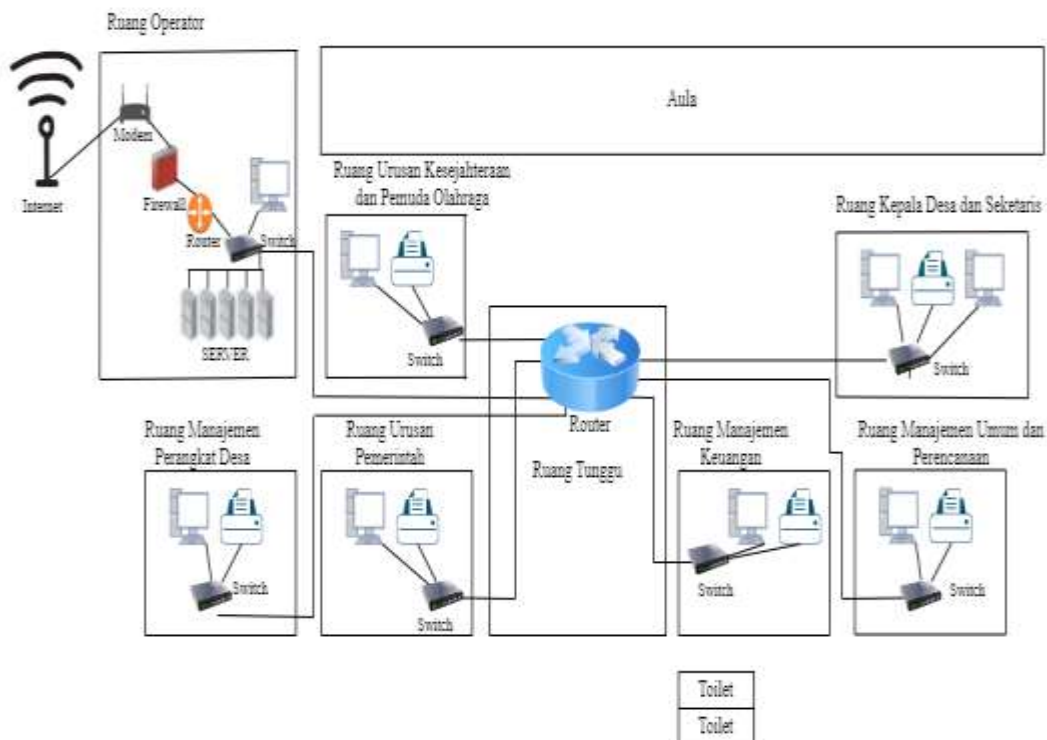 Ruang Operator
Aula
Modem
Internet
Firewall
Router
Switch
SERVER
Ruang Urusan Kesejahteraan
dan Pemuda Olahraga
Switch
Ruang Kepala Desa dan Seketaris
Switch
Router
Ruang Tunggu
Ruang Manajemen
Perangkat Desa
Switch
Ruang Urusan
Pemerintah
Switch
Ruang Manajemen
Keuangan
Switch
Ruang Manajemen Umum dan
Perencanaan
Switch
Toilet
Toilet